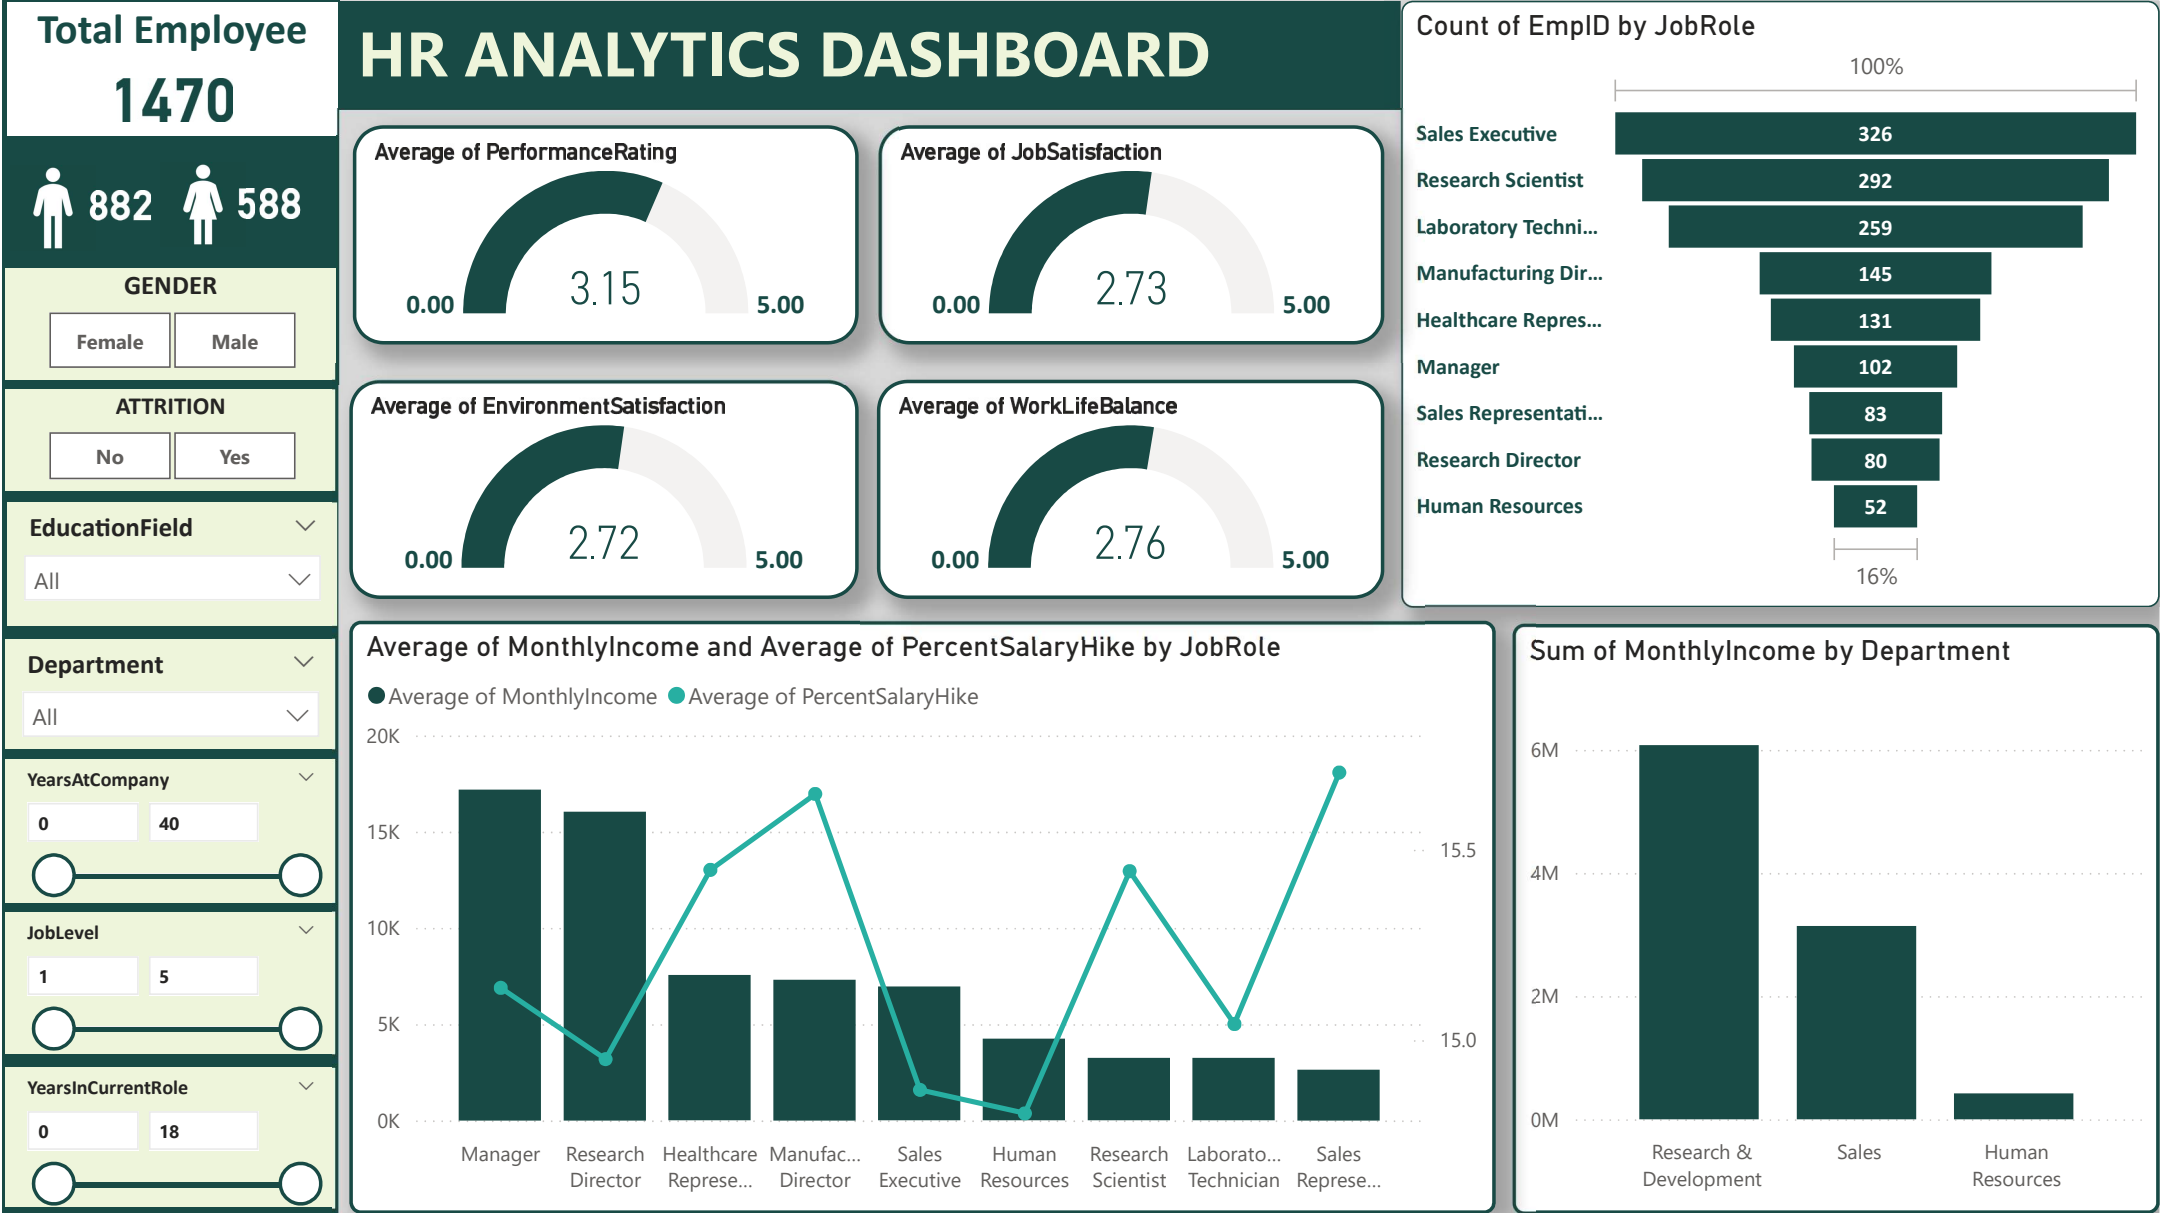 Total Employee
1470
882 588
GENDER
Female Male
ATTRITION
No Yes
EducationField
All
Department
All
YearsAtCompany
0 40
JobLevel
1 5
YearsInCurrentRole
0 18
HR ANALYTICS DASHBOARD
Average of PerformanceRating
3.15
0.00 5.00
Average of JobSatisfaction
2.73
0.00 5.00
Average of EnvironmentSatisfaction
2.72
0.00 5.00
Average of WorkLifeBalance
2.76
0.00 5.00
Count of EmpID by JobRole
100%
Sales Executive 326
Research Scientist 292
Laboratory Techni... 259
Manufacturing Dir... 145
Healthcare Repres... 131
Manager 102
Sales Representati... 83
Research Director 80
Human Resources 52
16%
Average of MonthlyIncome and Average of PercentSalaryHike by JobRole
Average of MonthlyIncome Average of PercentSalaryHike
20K
15K
15.5
10K
5K
15.0
0K
Manager Research Healthcare Manufac... Sales Human Research Laborato... Sales
Director Represe... Director Executive Resources Scientist Technician Represe...
Sum of MonthlyIncome by Department
6M
4M
2M
0M
Research & Sales Human
Development Resources